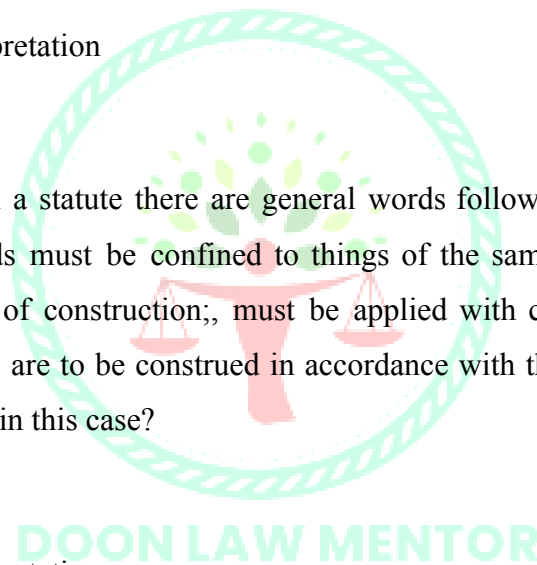 pretation
a statute there are general words follow
ds must be confined to things of the sam
of construction;, must be applied with c
are to be construed in accordance with th
in this case?
DOON LAW MENTOR